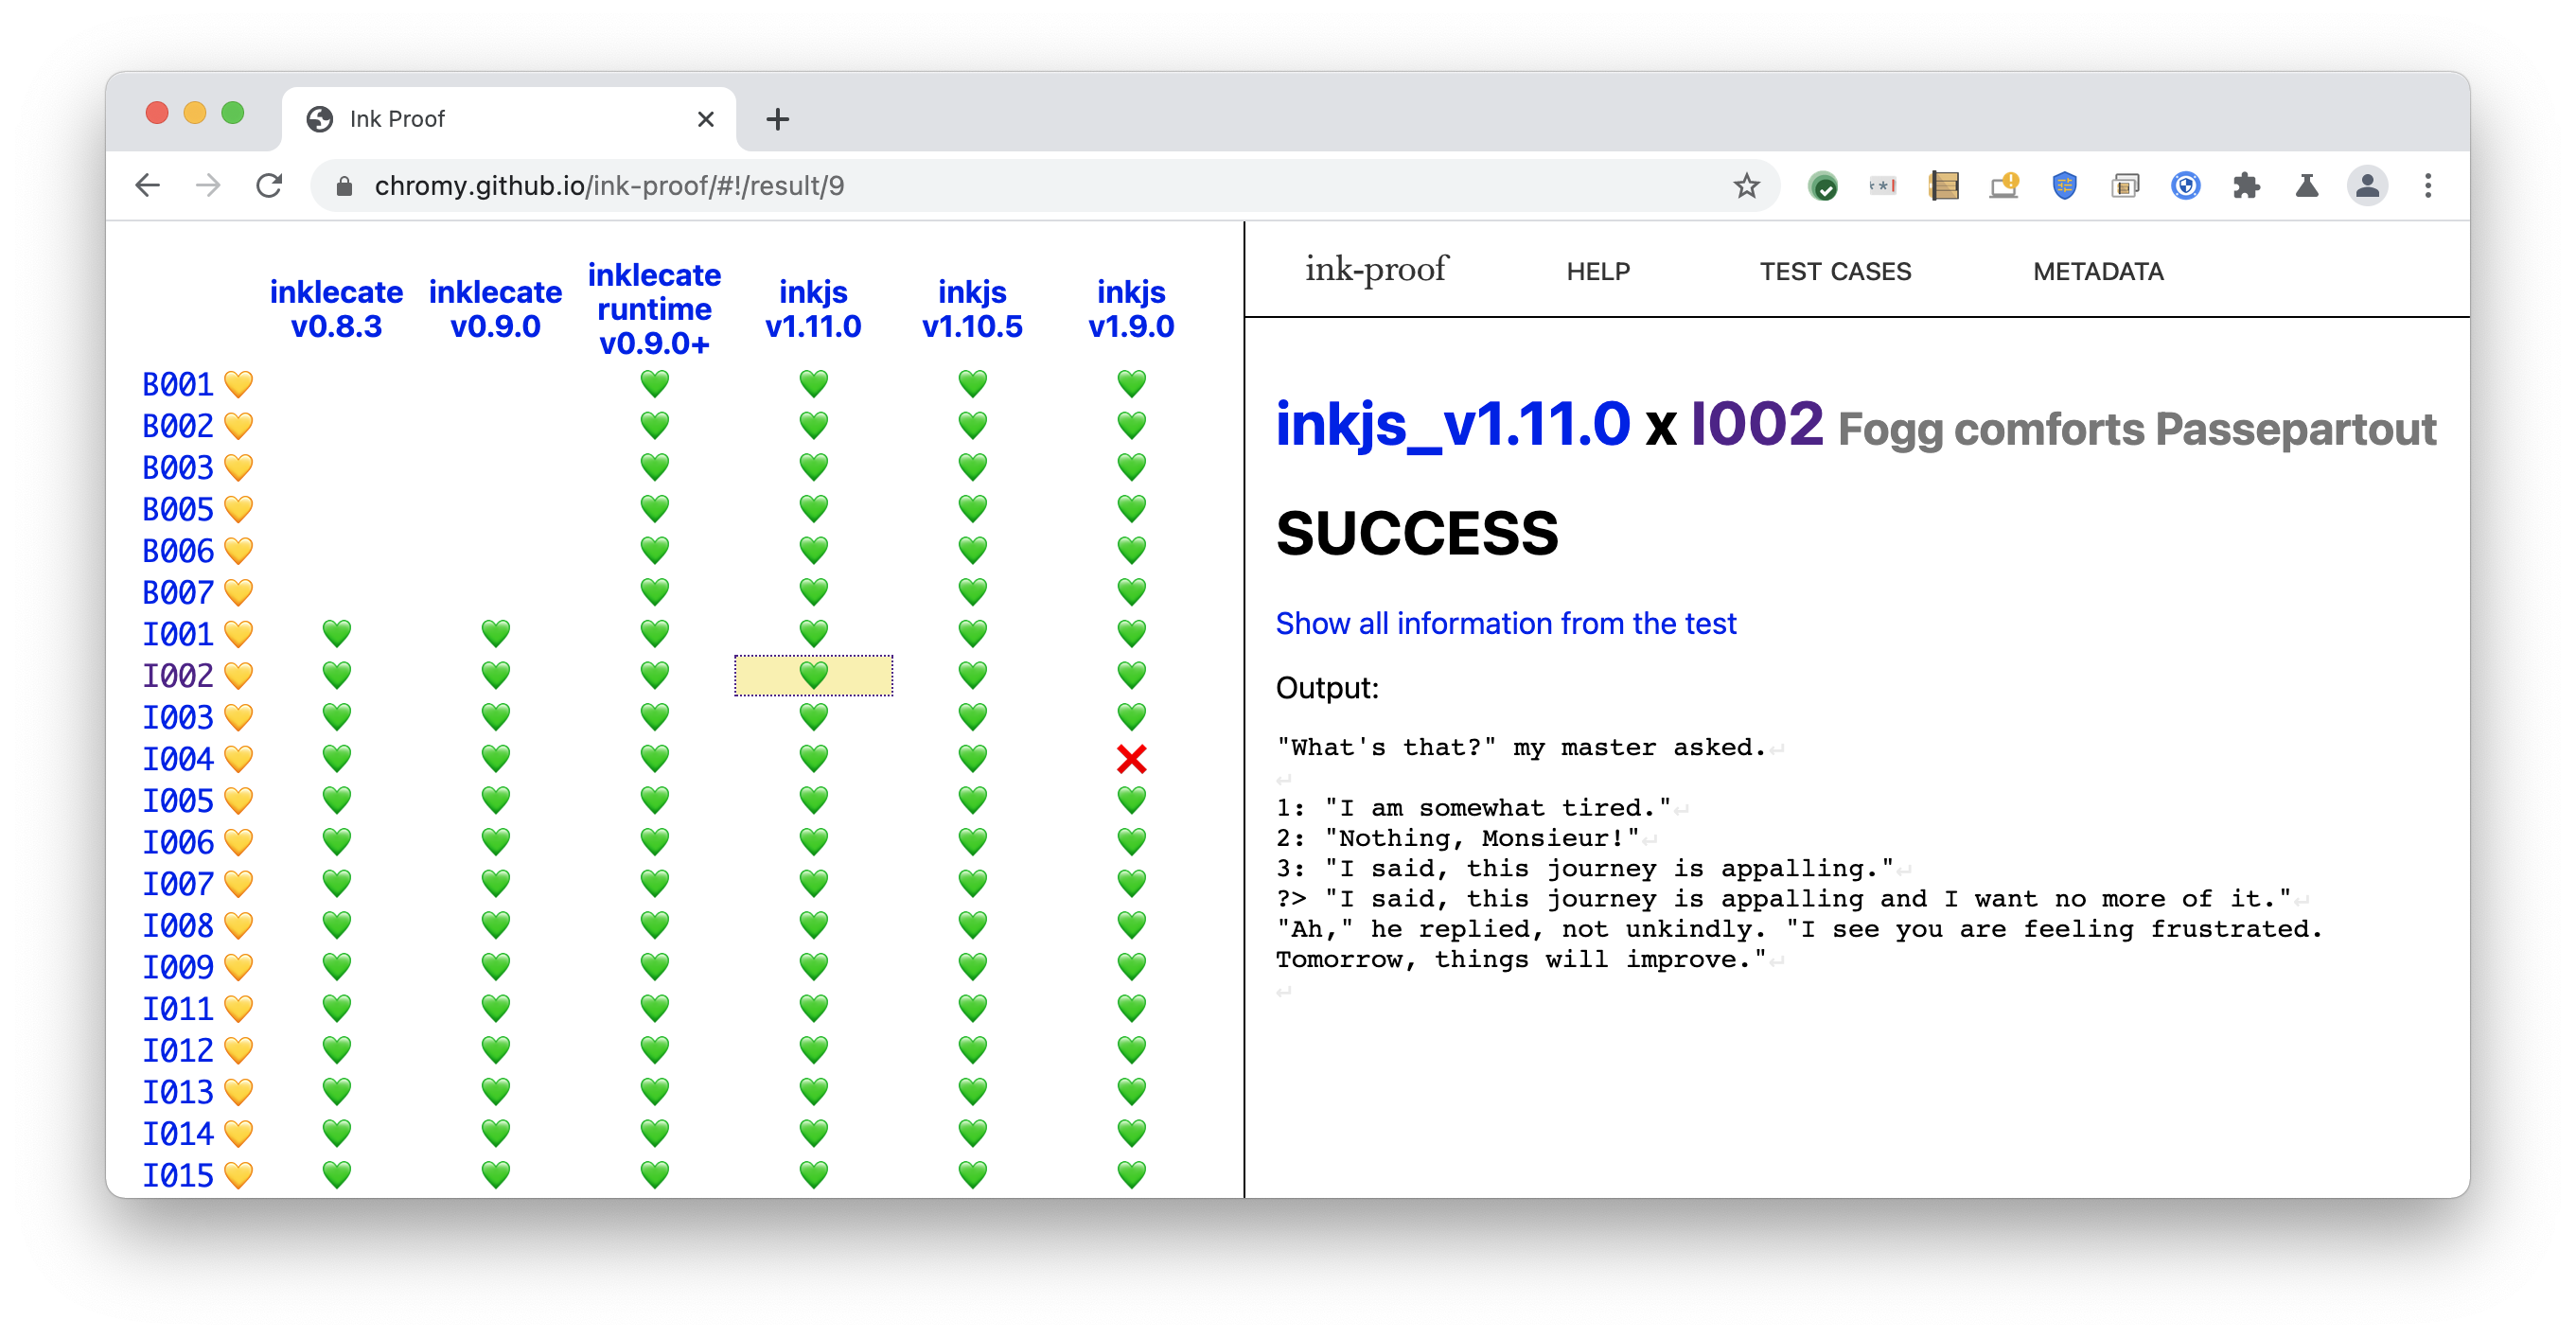 Ink Proof
chromy.github.io/ink-proof/#!/result/9
inklecate v0.8.3
inklecate v0.9.0
inklecate runtime v0.9.0+
inkjs v1.11.0
inkjs v1.10.5
inkjs v1.9.0
B001
B002
B003
B005
B006
B007
I001
I002
I003
I004
I005
I006
I007
I008
I009
I011
I012
I013
I014
I015
ink-proof HELP TEST CASES METADATA
inkjs_v1.11.0 x I002 Fogg comforts Passepartout
SUCCESS
Show all information from the test
Output:
"What's that?" my master asked.↵
↵
1: "I am somewhat tired."↵
2: "Nothing, Monsieur!"↵
3: "I said, this journey is appalling."↵
?> "I said, this journey is appalling and I want no more of it."↵
"Ah," he replied, not unkindly. "I see you are feeling frustrated.
Tomorrow, things will improve."↵
↵